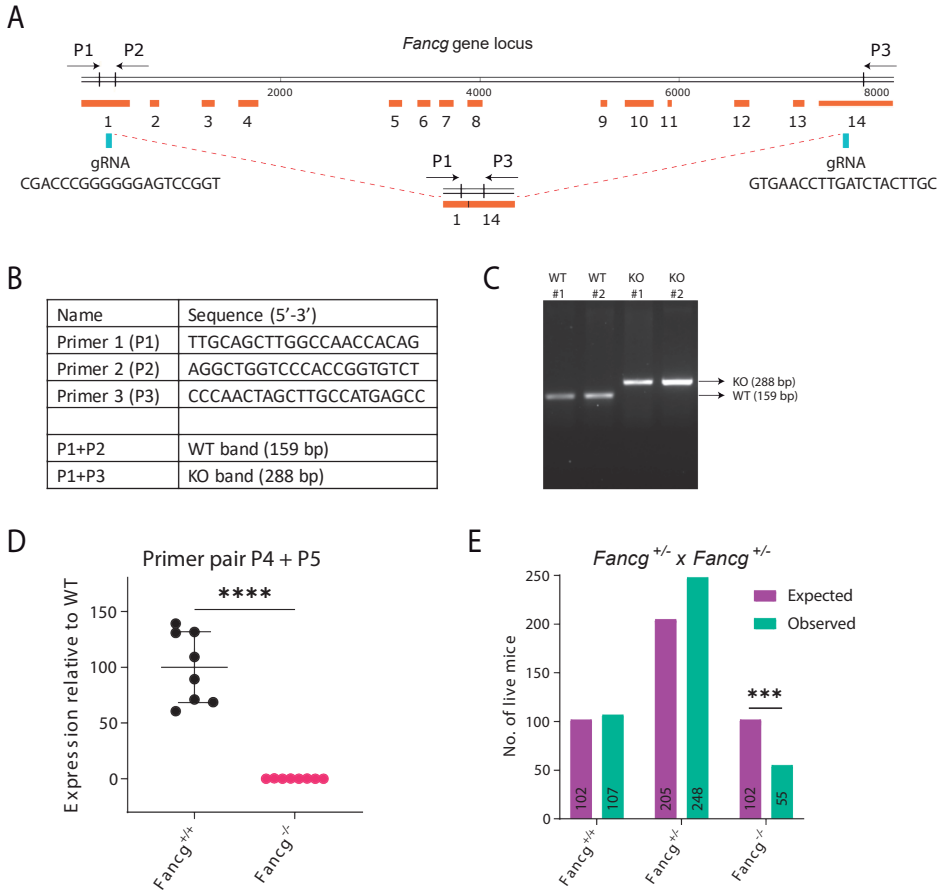 A
Fancg gene locus
P1 P2 P3
2000 4000 6000 8000
1 2 3 4 5 6 7 8 9 10 11 12 13 14
gRNA
CGACCCGGGGGGAGTCCGGT
gRNA
GTGAACCTTGATCTACTTGC
P1 P3
1 14
B
Name Sequence (5’-3’)
Primer 1 (P1) TTGCAGCTTGGCCAACCACAG
Primer 2 (P2) AGGCTGGTCCCACCGGTGTCT
Primer 3 (P3) CCCAACTAGCTTGCCATGAGCC
P1+P2 WT band (159 bp)
P1+P3 KO band (288 bp)
C
WT WT KO KO
#1 #2 #1 #2
KO (288 bp)
WT (159 bp)
D
Primer pair P4 + P5
Expression relative to WT
150
100
50
0
****
Fancg +/+
Fancg -/-
E
Fancg +/- x Fancg +/-
No. of live mice
250
200
150
100
50
0
Expected
Observed
***
102 107 205 248 102 55
Fancg +/+
Fancg +/-
Fancg -/-